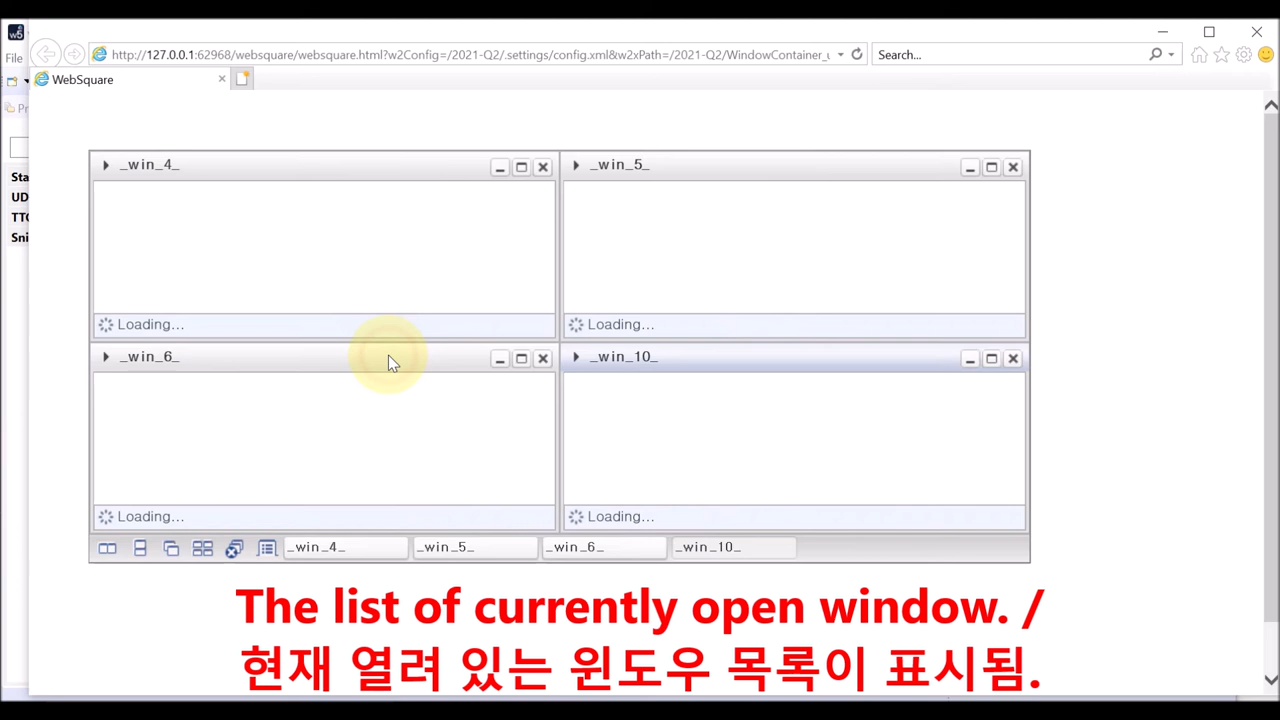 w5
File
http://127.0.0.1:62968/websquare/websquare.html?w2Config=/2021-Q2/.settings/config.xml&w2xPath=/2021-Q2/WindowContainer_u
Search...
WebSquare
Pr
Sta
UD
TTC
Sni
_win_4_
_win_5_
Loading...
Loading...
_win_6_
_win_10_
Loading...
Loading...
_win_4_ _win_5_ _win_6_ _win_10_
The list of currently open window. /
현재 열려 있는 윈도우 목록이 표시됨.